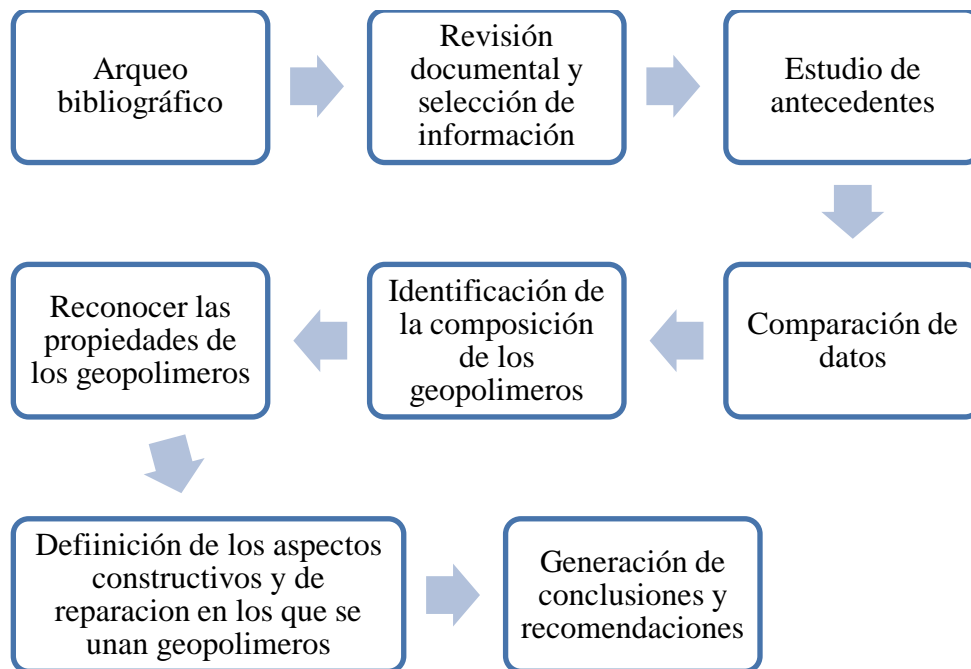 Arqueo
bibliográfico
Revisión
documental y
selección de
información
Estudio de
antecedentes
Comparación de
datos
Identificación de
la composición
de los
geopolimeros
Reconocer las
propiedades de
los geopolimeros
Defiinición de los aspectos
constructivos y de
reparacion en los que se
unan geopolimeros
Generación de
conclusiones y
recomendaciones